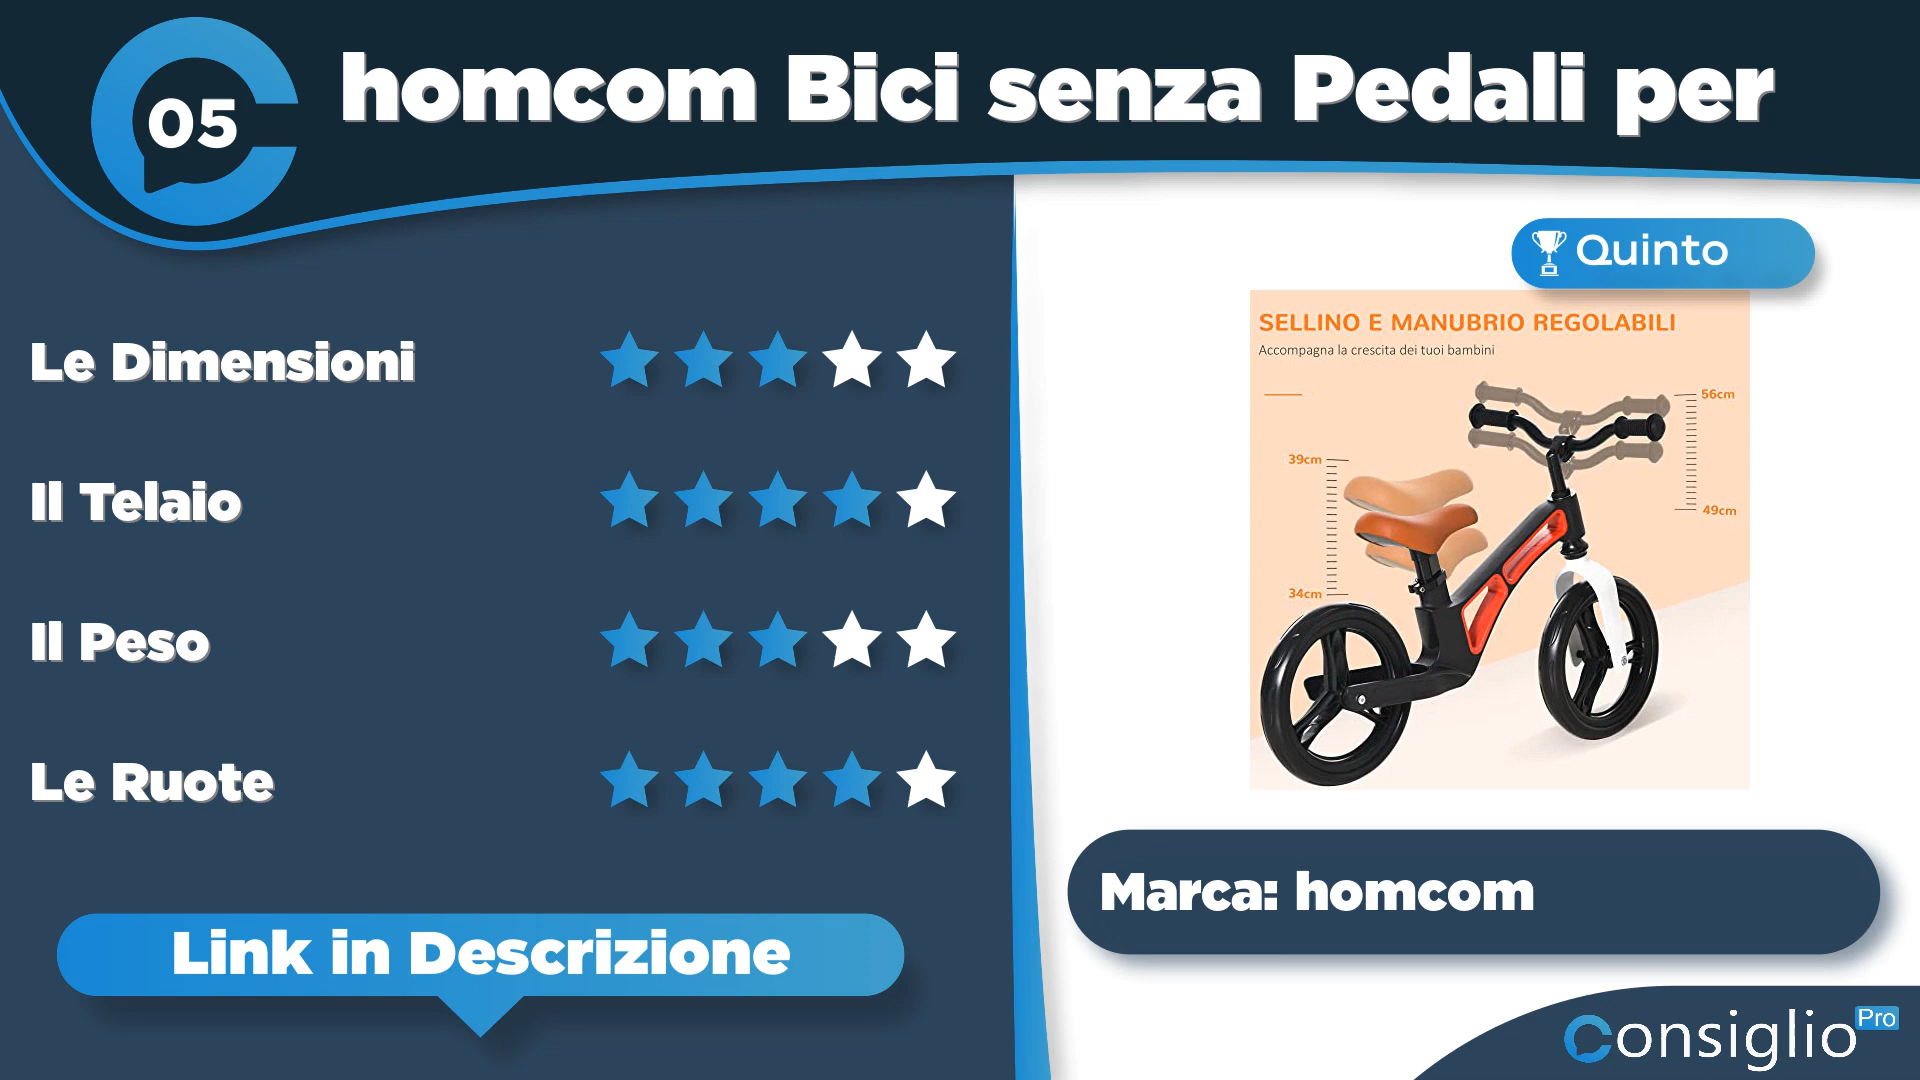 05
homcom Bici senza Pedali per
Quinto
SELLINO E MANUBRIO REGOLABILI
Accompagna la crescita dei tuoi bambini
56cm
39cm
49cm
34cm
Le Dimensioni
Il Telaio
Il Peso
Le Ruote
Link in Descrizione
Marca: homcom
Consiglio Pro